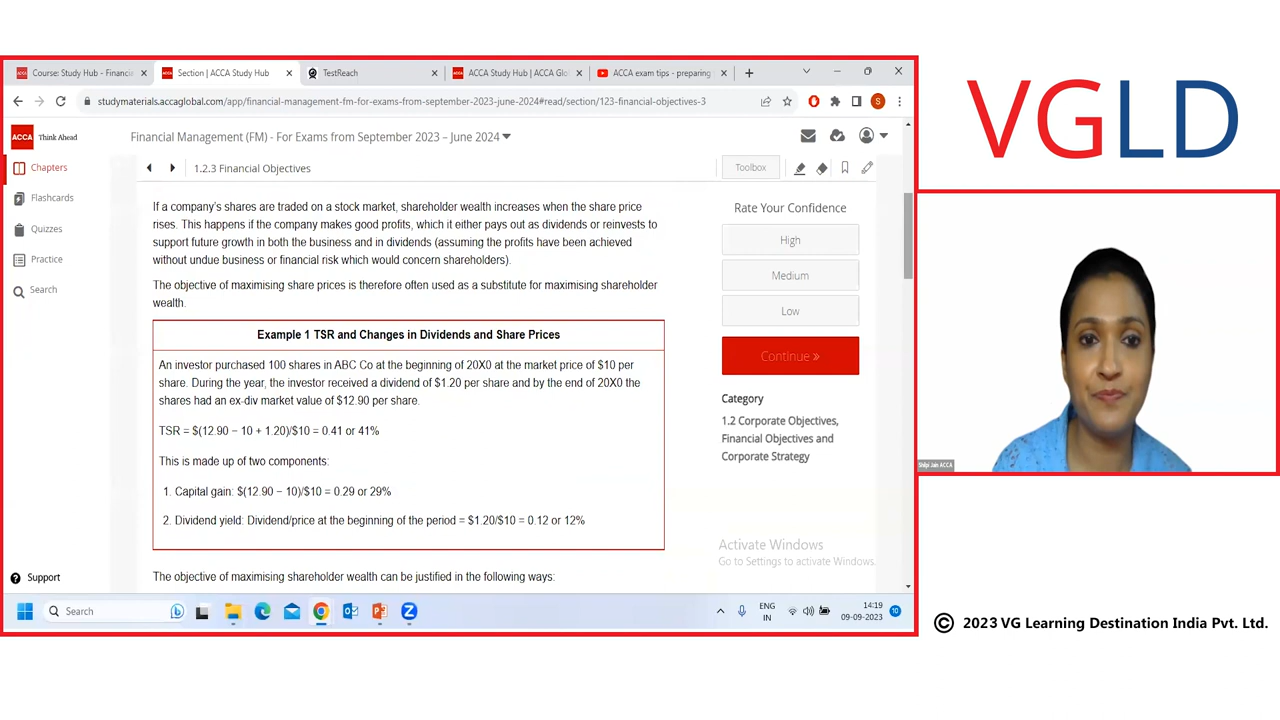 Course: Study Hub - Financia
Section | ACCA Study Hub
TestReach
ACCA Study Hub | ACCA Glo
ACCA exam tips - preparing
studymaterials.accaglobal.com/app/financial-management-fm-for-exams-from-september-2023-june-2024#read/section/123-financial-objectives-3
S
ACCA
Think Ahead
Financial Management (FM) - For Exams from September 2023 – June 2024
Chapters
Flashcards
Quizzes
Practice
Search
Support
1.2.3 Financial Objectives
Toolbox
If a company's shares are traded on a stock market, shareholder wealth increases when the share price
rises. This happens if the company makes good profits, which it either pays out as dividends or reinvests to
support future growth in both the business and in dividends (assuming the profits have been achieved
without undue business or financial risk which would concern shareholders).
The objective of maximising share prices is therefore often used as a substitute for maximising shareholder
wealth.
Example 1 TSR and Changes in Dividends and Share Prices
An investor purchased 100 shares in ABC Co at the beginning of 20X0 at the market price of $10 per
share. During the year, the investor received a dividend of $1.20 per share and by the end of 20X0 the
shares had an ex-div market value of $12.90 per share.
TSR = $(12.90 − 10 + 1.20)/$10 = 0.41 or 41%
This is made up of two components:
1. Capital gain: $(12.90 − 10)/$10 = 0.29 or 29%
2. Dividend yield: Dividend/price at the beginning of the period = $1.20/$10 = 0.12 or 12%
The objective of maximising shareholder wealth can be justified in the following ways:
Rate Your Confidence
High
Medium
Low
Continue »
Category
1.2 Corporate Objectives,
Financial Objectives and
Corporate Strategy
Activate Windows
Go to Settings to activate Windows.
Search
ENG
IN
14:19
09-09-2023
10
VGLD
Shilpi Jain ACCA
© 2023 VG Learning Destination India Pvt. Ltd.